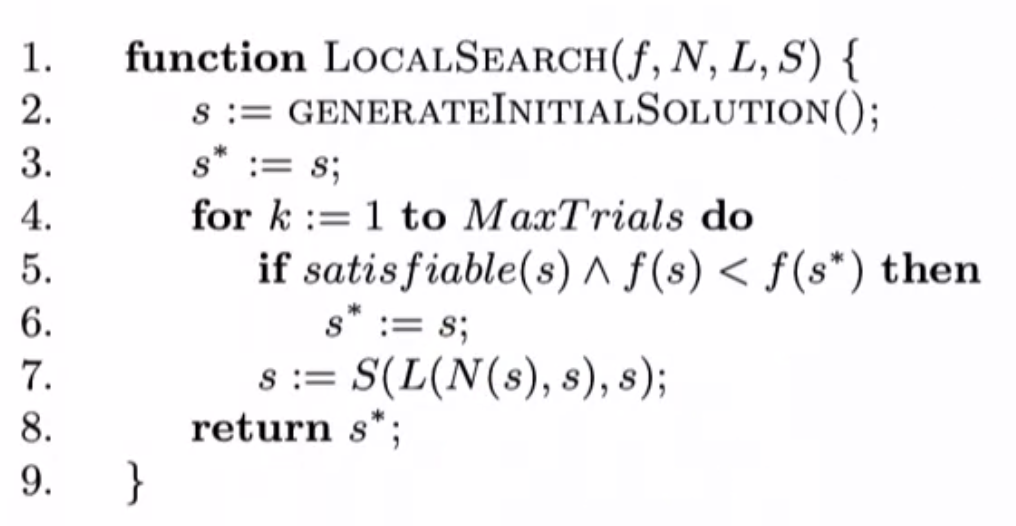 1. function LOCALSEARCH(f, N, L, S) {
2. s := GENERATEINITIALSOLUTION();
3. s* := s;
4. for k := 1 to MaxTrials do
5. if satisfiable(s) ∧ f(s) < f(s*) then
6. s* := s;
7. s := S(L(N(s), s), s);
8. return s*;
9. }